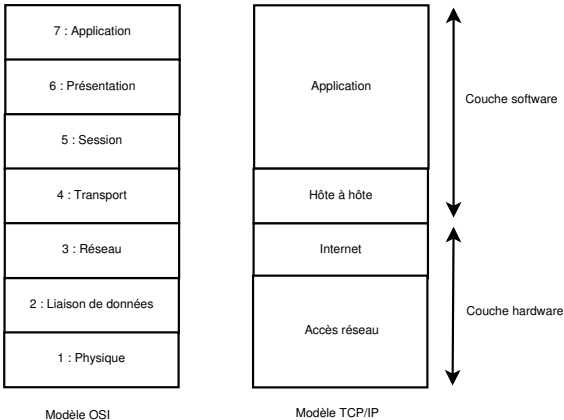 7 : Application
6 : Présentation
5 : Session
4 : Transport
3 : Réseau
2 : Liaison de données
1 : Physique
Modèle OSI
Application
Hôte à hôte
Internet
Accès réseau
Modèle TCP/IP
Couche software
Couche hardware